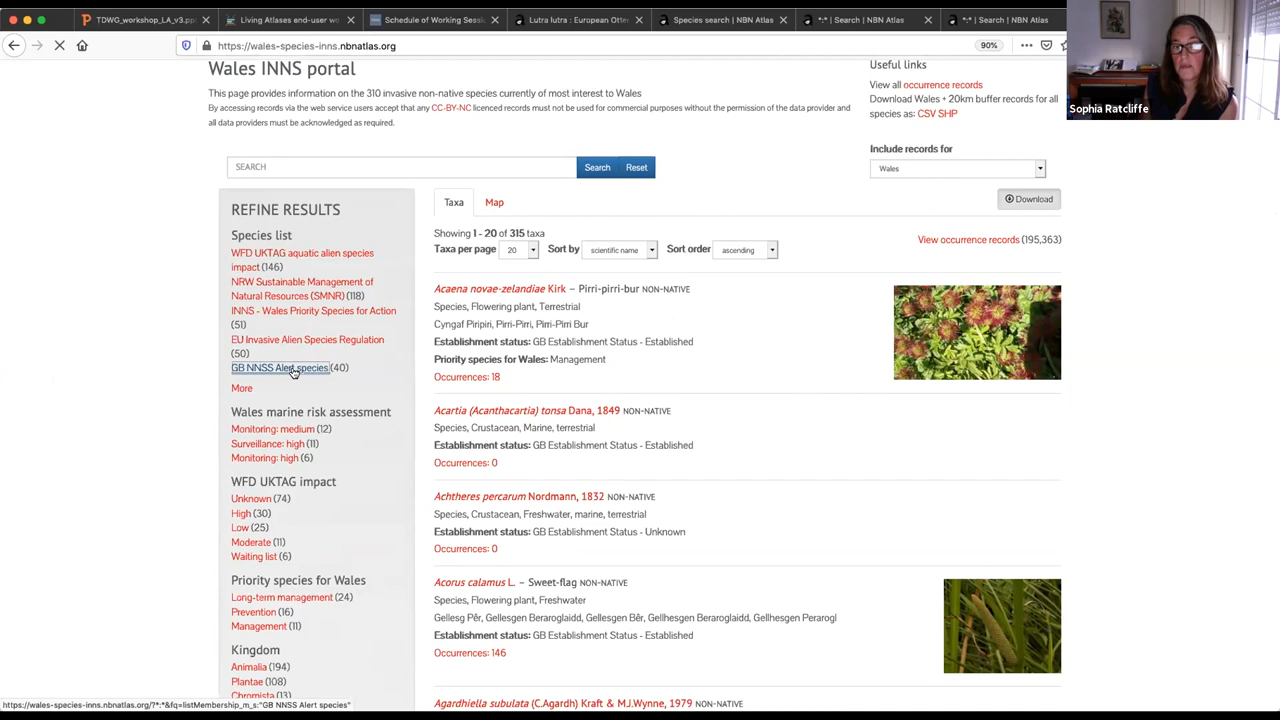 TDWG_workshop_LA_v3.pp
Living Atlases end-user wo
Schedule of Working Sessi
Lutra lutra : European Otter
Species search | NBN Atlas
*:* | Search | NBN Atlas
*:* | Search | NBN Atlas
https://wales-species-inns.nbnatlas.org
90%
Sophia Ratcliffe
Wales INNS portal
This page provides information on the 310 invasive non-native species currently of most interest to Wales
By accessing records via the web service users accept that any CC-BY-NC licenced records must not be used for commercial purposes without the permission of the data provider and
all data providers must be acknowledged as required.
Useful links
View all occurrence records
Download Wales + 20km buffer records for all
species as: CSV SHP
Include records for
Wales
SEARCH
Search
Reset
REFINE RESULTS
Species list
WFD UKTAG aquatic alien species
impact (146)
NRW Sustainable Management of
Natural Resources (SMNR) (118)
INNS - Wales Priority Species for Action
(51)
EU Invasive Alien Species Regulation
(50)
GB NNSS Alert species (40)
More
Wales marine risk assessment
Monitoring: medium (12)
Surveillance: high (11)
Monitoring: high (6)
WFD UKTAG impact
Unknown (74)
High (30)
Low (25)
Moderate (11)
Waiting list (6)
Priority species for Wales
Long-term management (24)
Prevention (16)
Management (11)
Kingdom
Animalia (194)
Plantae (108)
Chromista (13)
Taxa
Map
Download
Showing 1 - 20 of 315 taxa
View occurrence records (195,363)
Taxa per page 20 Sort by scientific name Sort order ascending
Acaena novae-zelandiae Kirk – Pirri-pirri-bur NON-NATIVE
Species, Flowering plant, Terrestrial
Cyngaf Piripiri, Pirri-Pirri, Pirri-Pirri Bur
Establishment status: GB Establishment Status - Established
Priority species for Wales: Management
Occurrences: 18
Acartia (Acanthacartia) tonsa Dana, 1849 NON-NATIVE
Species, Crustacean, Marine, terrestrial
Establishment status: GB Establishment Status - Established
Occurrences: 0
Achtheres percarum Nordmann, 1832 NON-NATIVE
Species, Crustacean, Freshwater, marine, terrestrial
Establishment status: GB Establishment Status - Unknown
Occurrences: 0
Acorus calamus L. – Sweet-flag NON-NATIVE
Species, Flowering plant, Freshwater
Gellesg Pêr, Gellesgen Beraroglaidd, Gellesgen Bêr, Gellhesgen Beraroglaidd, Gellhesgen Perarogl
Establishment status: GB Establishment Status - Established
Occurrences: 146
Agardhiella subulata (C.Agardh) Kraft & M.J.Wynne, 1979 NON-NATIVE
https://wales-species-inns.nbnatlas.org/?*:*&fq=listMembership_m_s:"GB NNSS Alert species"